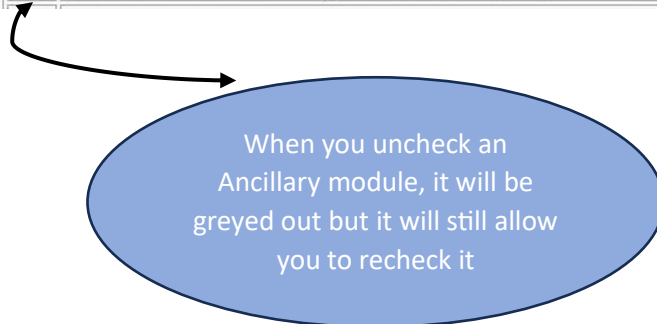 When you uncheck an
Ancillary module, it will be
greyed out but it will still allow
you to recheck it